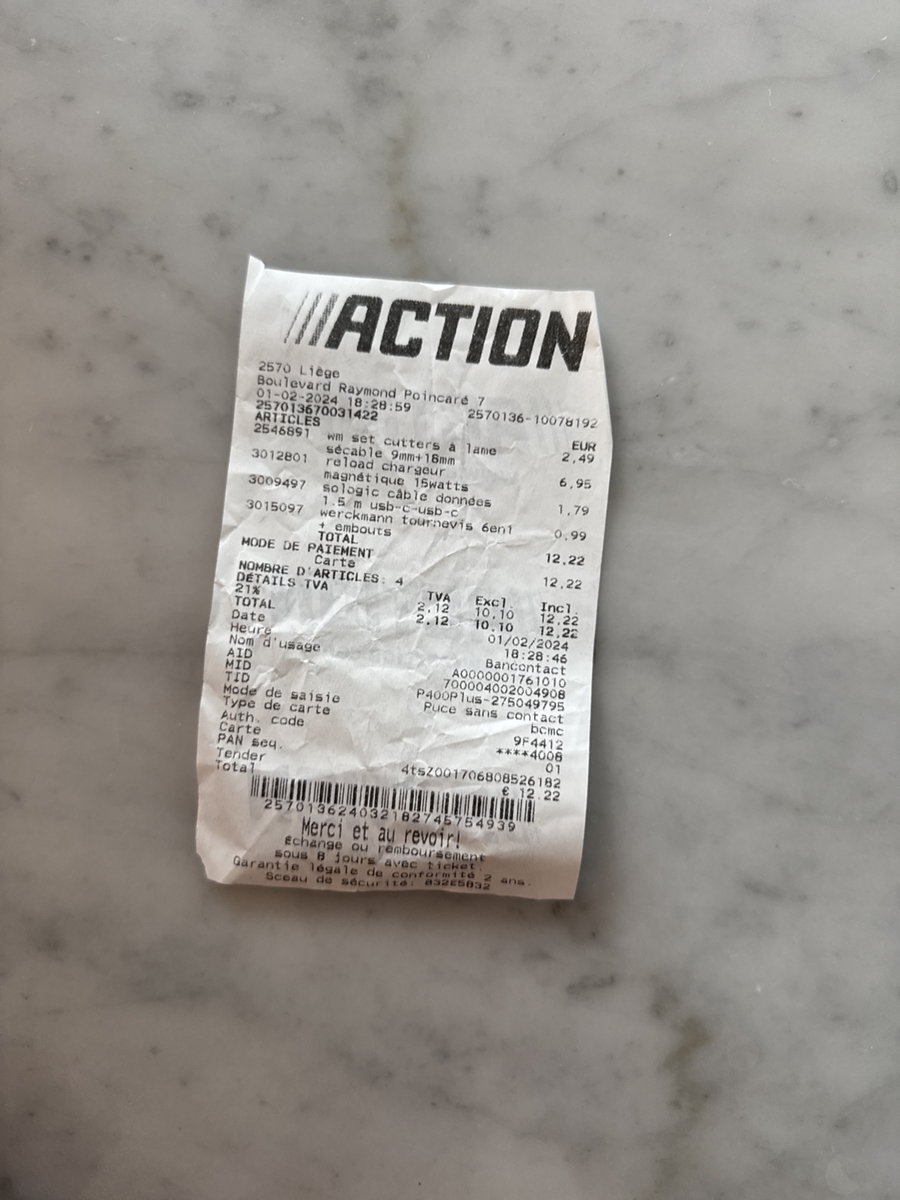 ACTION
2570 Liège
Boulevard Raymond Poincaré 7
01-02-2024 18:28:59 2570136-10078192
257013670031422
ARTICLES EUR
2546891 wm set cutters à lame 2,49
sécable 9mm+18mm
3012801 reload chargeur 6,95
magnétique 15watts
3009497 sologic câble données 1,79
1.5 m usb-c-usb-c
3015097 werckmann tournevis 6en1 0,99
+ embouts
TOTAL 12,22
MODE DE PAIEMENT
Carte 12,22
NOMBRE D'ARTICLES: 4
DÉTAILS TVA TVA Excl. Incl.
21% 2,12 10,10 12,22
TOTAL 2,12 10,10 12,22
Date 01/02/2024
Heure 18:28:46
Nom d'usage Bancontact
AID A0000001761010
MID 700004002004908
TID P400Plus-275049795
Mode de saisie Puce sans contact
Type de carte bcmc
Auth. code 9F4412
Carte ****4008
PAN seq. 01
Tender 4tsZ001706808526182
Total € 12.22
257013624032182745754939
Merci et au revoir!
Échange ou remboursement
sous 8 jours avec ticket
Garantie légale de conformité 2 ans.
Sceau de sécurité: 832E5832